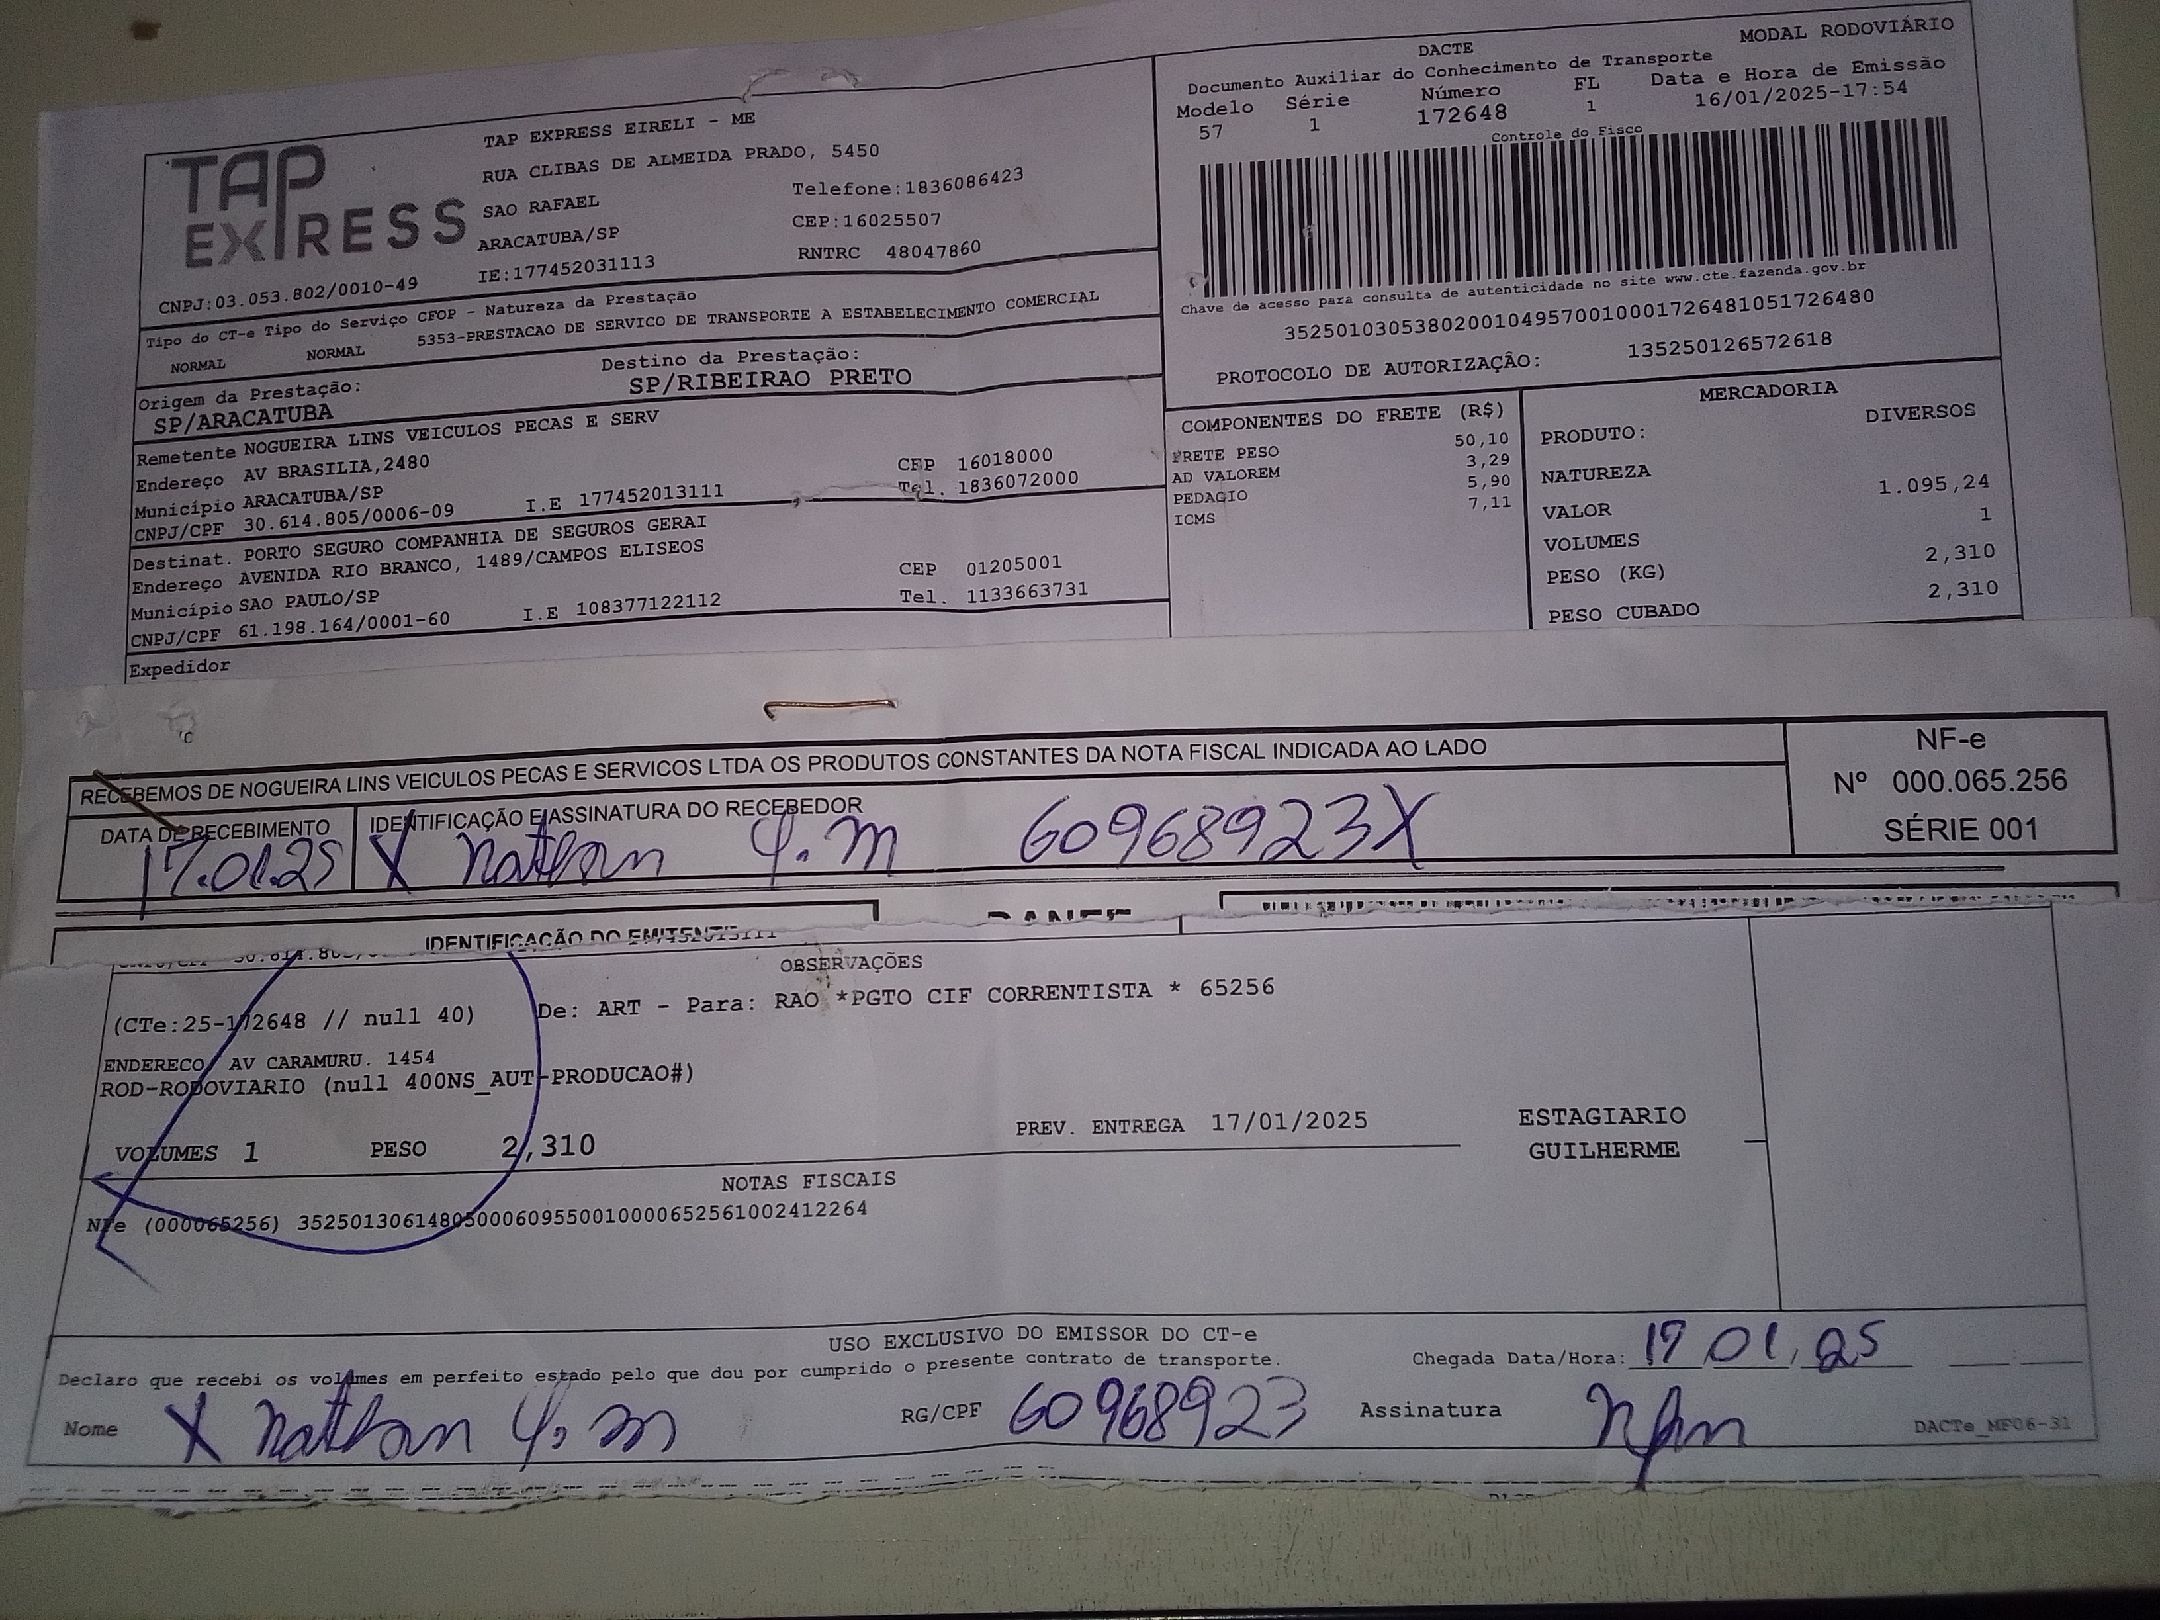 MODAL RODOVIÁRIO
DACTE
Documento Auxiliar do Conhecimento de Transporte
Modelo Série Número FL Data e Hora de Emissão
57 1 172648 1 16/01/2025-17:54
Controle do Fisco
TAP EXPRESS
TAP EXPRESS EIRELI - ME
RUA CLIBAS DE ALMEIDA PRADO, 5450
SAO RAFAEL Telefone:1836086423
ARACATUBA/SP CEP:16025507
CNPJ:03.053.802/0010-49 IE:177452031113 RNTRC 48047860
Chave de acesso para consulta de autenticidade no site www.cte.fazenda.gov.br
35250103053802001049570010001726481051726480
PROTOCOLO DE AUTORIZAÇÃO: 135250126572618
Tipo do CT-e Tipo do Serviço CFOP - Natureza da Prestação
NORMAL NORMAL 5353-PRESTACAO DE SERVICO DE TRANSPORTE A ESTABELECIMENTO COMERCIAL
Origem da Prestação: Destino da Prestação:
SP/ARACATUBA SP/RIBEIRAO PRETO
Remetente NOGUEIRA LINS VEICULOS PECAS E SERV
Endereço AV BRASILIA,2480 CEP 16018000
Município ARACATUBA/SP Tel. 1836072000
CNPJ/CPF 30.614.805/0006-09 I.E 177452013111
Destinat. PORTO SEGURO COMPANHIA DE SEGUROS GERAI
Endereço AVENIDA RIO BRANCO, 1489/CAMPOS ELISEOS CEP 01205001
Município SAO PAULO/SP Tel. 1133663731
CNPJ/CPF 61.198.164/0001-60 I.E 108377122112
Expedidor
COMPONENTES DO FRETE (R$)
FRETE PESO 50,10
AD VALOREM 3,29
PEDAGIO 5,90
ICMS 7,11
MERCADORIA
PRODUTO: DIVERSOS
NATUREZA
VALOR 1.095,24
VOLUMES 1
PESO (KG) 2,310
PESO CUBADO 2,310
RECEBEMOS DE NOGUEIRA LINS VEICULOS PECAS E SERVICOS LTDA OS PRODUTOS CONSTANTES DA NOTA FISCAL INDICADA AO LADO
NF-e
Nº 000.065.256
SÉRIE 001
DATA DE RECEBIMENTO IDENTIFICAÇÃO E ASSINATURA DO RECEBEDOR
17.01.25 X nathan y. m 60968923X
IDENTIFICAÇÃO DO EMITENTE
OBSERVAÇÕES
(CTe:25-172648 // null 40) De: ART - Para: RAO *PGTO CIF CORRENTISTA * 65256
ENDERECO AV CARAMURU. 1454
ROD-RODOVIARIO (null 400NS_AUT-PRODUCAO#)
VOLUMES 1 PESO 2,310 PREV. ENTREGA 17/01/2025
ESTAGIARIO
GUILHERME
NOTAS FISCAIS
Nfe (000065256) 35250130614805000609550010000652561002412264
USO EXCLUSIVO DO EMISSOR DO CT-e
Declaro que recebi os volumes em perfeito estado pelo que dou por cumprido o presente contrato de transporte. Chegada Data/Hora: 17 01, 25
Nome X nathan y. m RG/CPF 60968923 Assinatura
DACTe_MF06-31